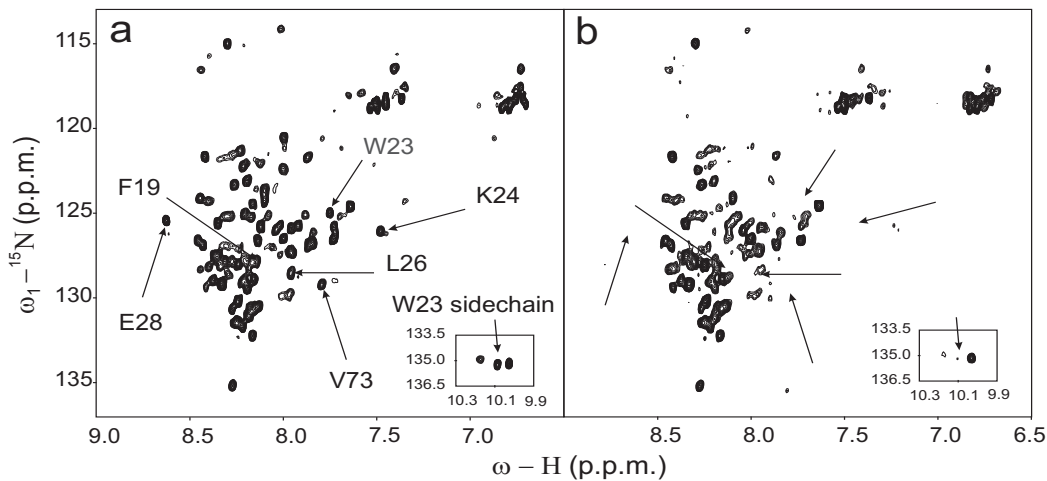 a
b
115
120
125
130
135
ω₁ – ¹⁵N (p.p.m.)
W23
F19
K24
L26
E28
V73
W23 sidechain
133.5
135.0
136.5
10.3 10.1 9.9
133.5
135.0
136.5
10.3 10.1 9.9
9.0 8.5 8.0 7.5 7.0
8.5 8.0 7.5 7.0 6.5
ω – H (p.p.m.)